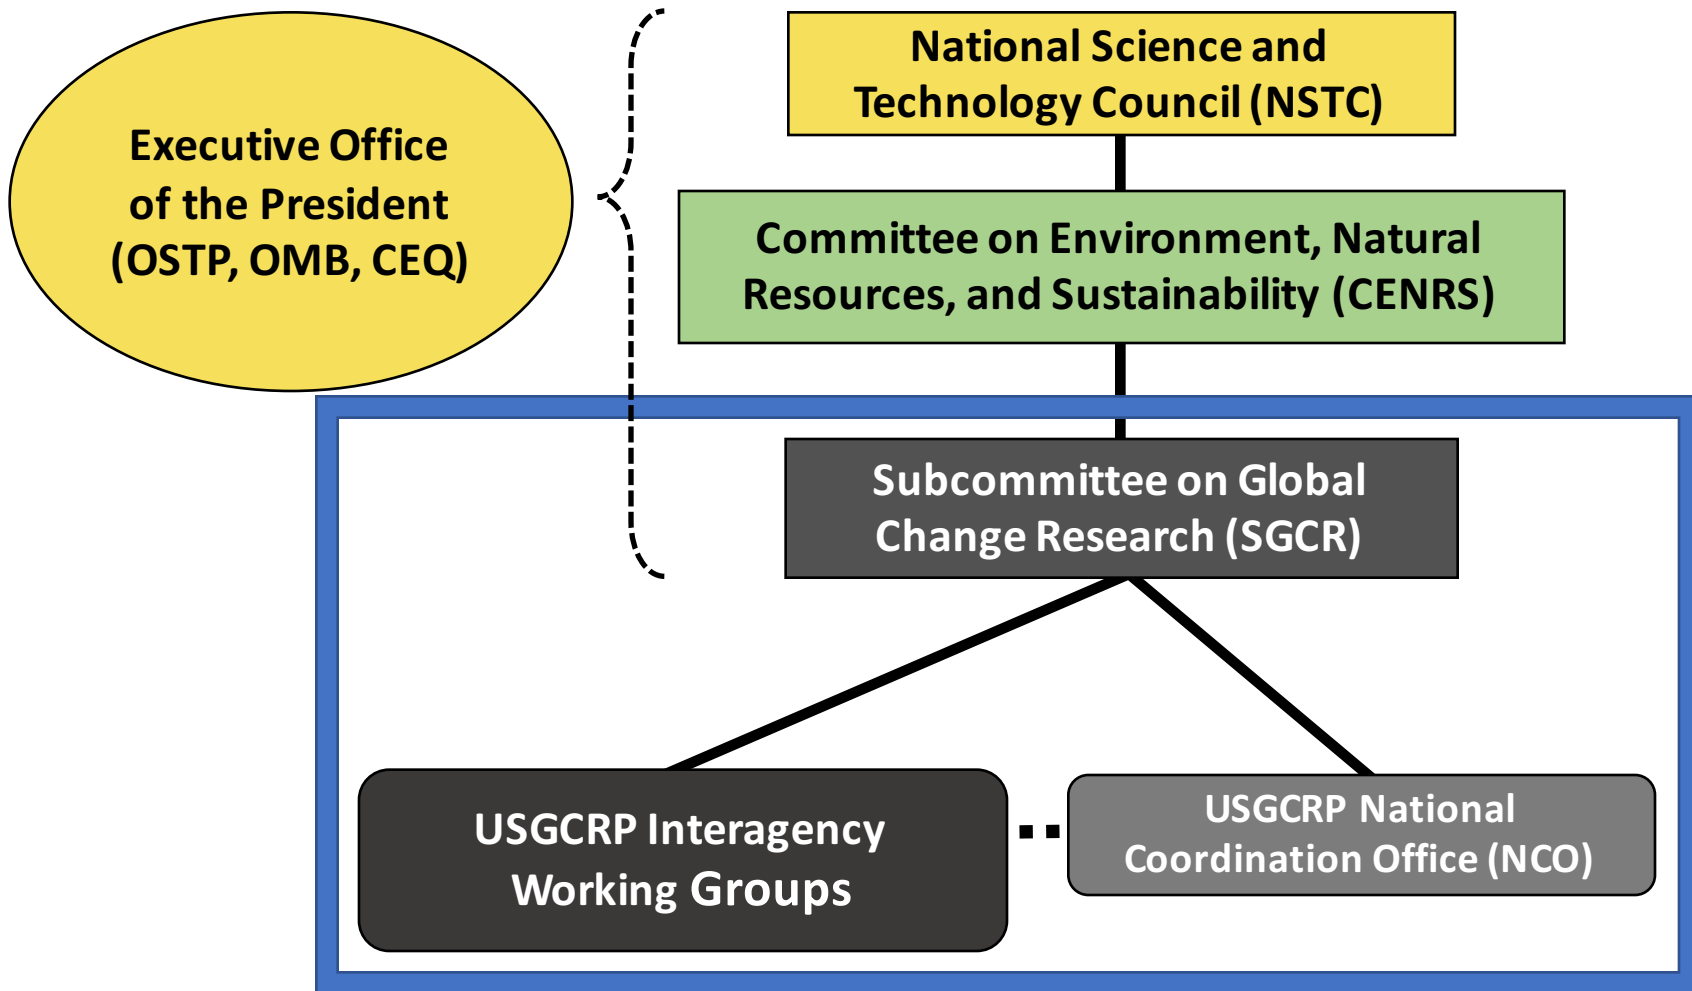 Executive Office
of the President
(OSTP, OMB, CEQ)
National Science and
Technology Council (NSTC)
Committee on Environment, Natural
Resources, and Sustainability (CENRS)
Subcommittee on Global
Change Research (SGCR)
USGCRP Interagency
Working Groups
USGCRP National
Coordination Office (NCO)